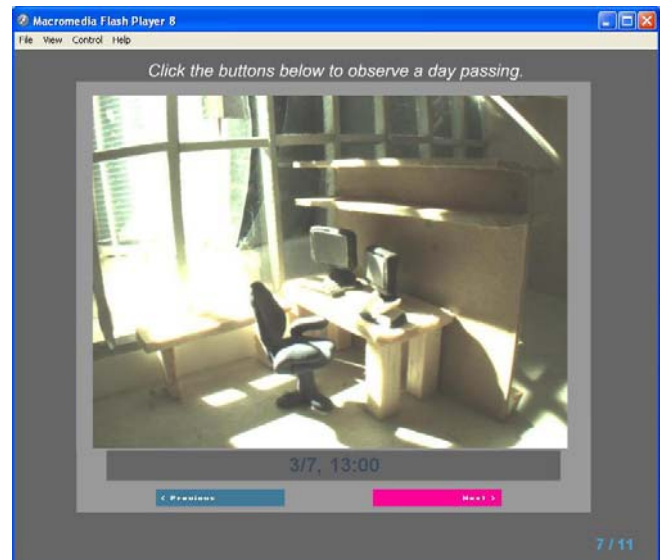 Macromedia Flash Player 8
File View Control Help
Click the buttons below to observe a day passing.
3/7, 13:00
< Previous
Next >
7 / 11